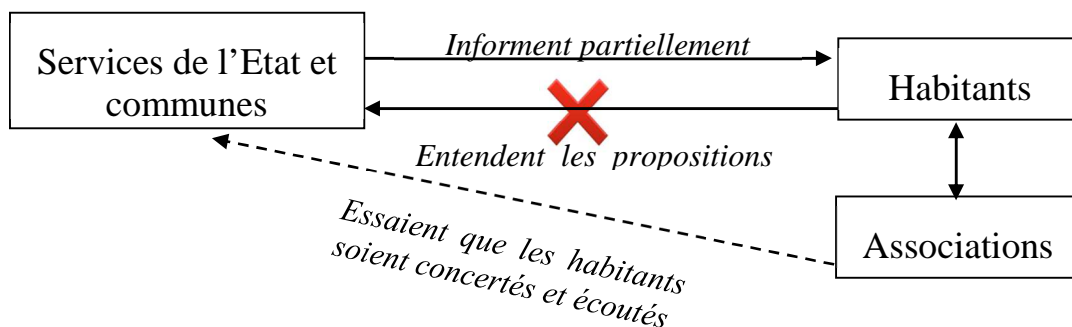 Services de l’Etat et
communes
Informent partiellement
Habitants
Entendent les propositions
Essaient que les habitants
soient concertés et écoutés
Associations